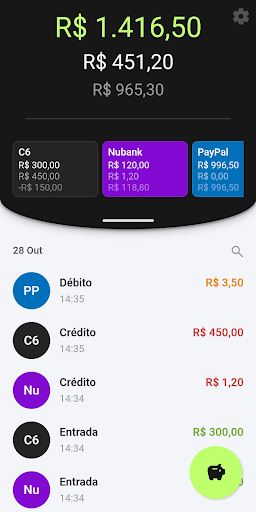 R$ 1.416,50
R$ 451,20
R$ 965,30
C6
R$ 300,00
R$ 450,00
-R$ 150,00
Nubank
R$ 120,00
R$ 1,20
R$ 118,80
PayPal
R$ 996,50
R$ 0,00
R$ 996,50
28 Out
PP Débito R$ 3,50
14:35
C6 Crédito R$ 450,00
14:35
Nu Crédito R$ 1,20
14:34
C6 Entrada R$ 300,00
14:34
Nu Entrada
14:34